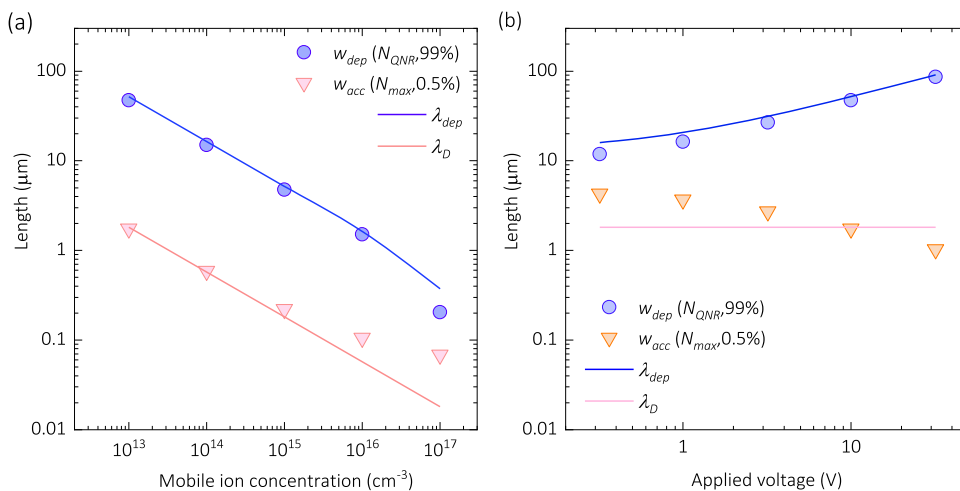 (a)
w_dep (N_QNR,99%)
w_acc (N_max,0.5%)
λ_dep
λ_D
100
10
1
0.1
0.01
Length (μm)
10^13
10^14
10^15
10^16
10^17
Mobile ion concentration (cm^-3)
(b)
100
10
1
0.1
0.01
Length (μm)
w_dep (N_QNR,99%)
w_acc (N_max,0.5%)
λ_dep
λ_D
1
10
Applied voltage (V)